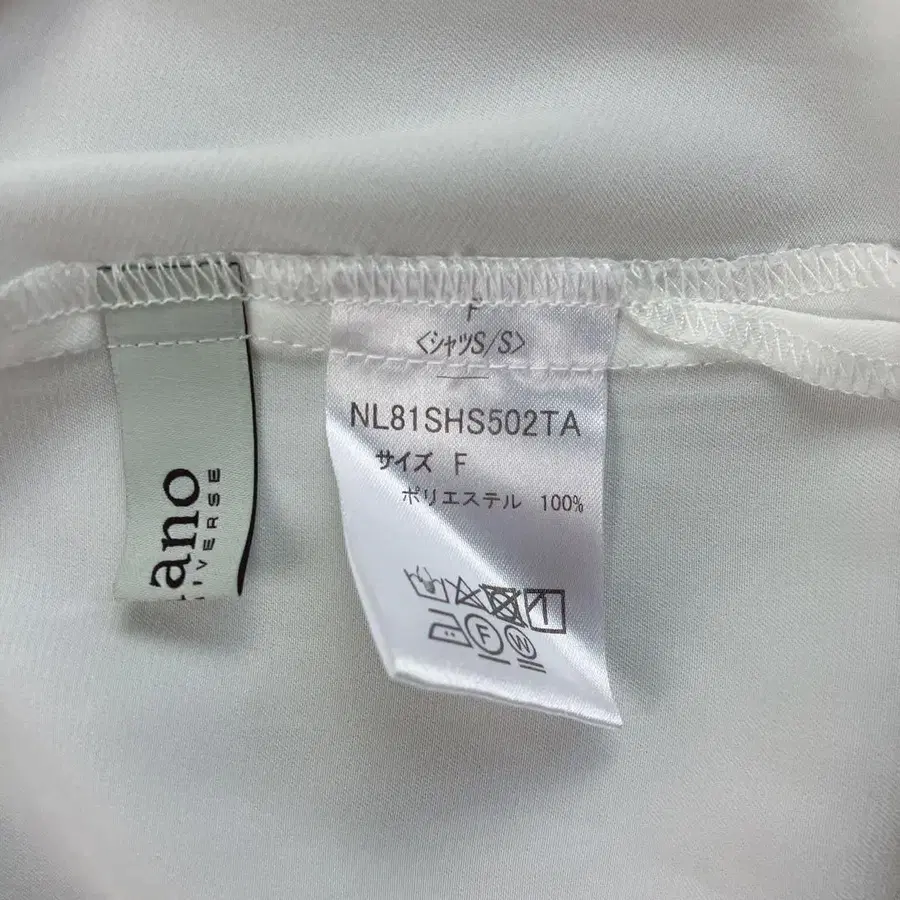 F
<シャツS/S>
NL81SHS502TA
サイズ F
ポリエステル 100%
F
W
ano
IVERSE